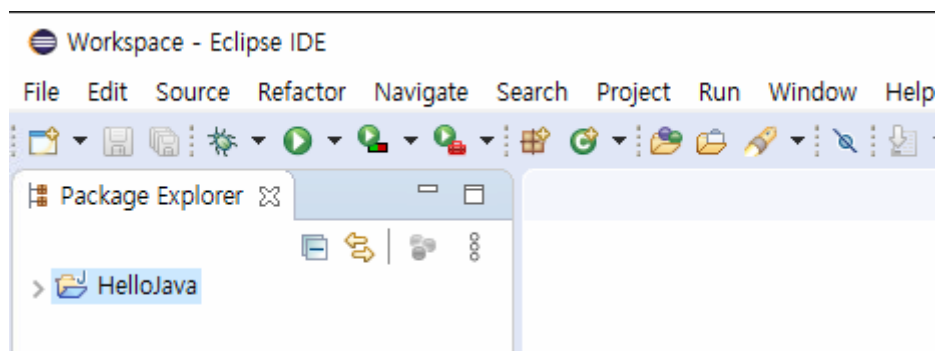 Workspace - Eclipse IDE
File Edit Source Refactor Navigate Search Project Run Window Help
Package Explorer
HelloJava